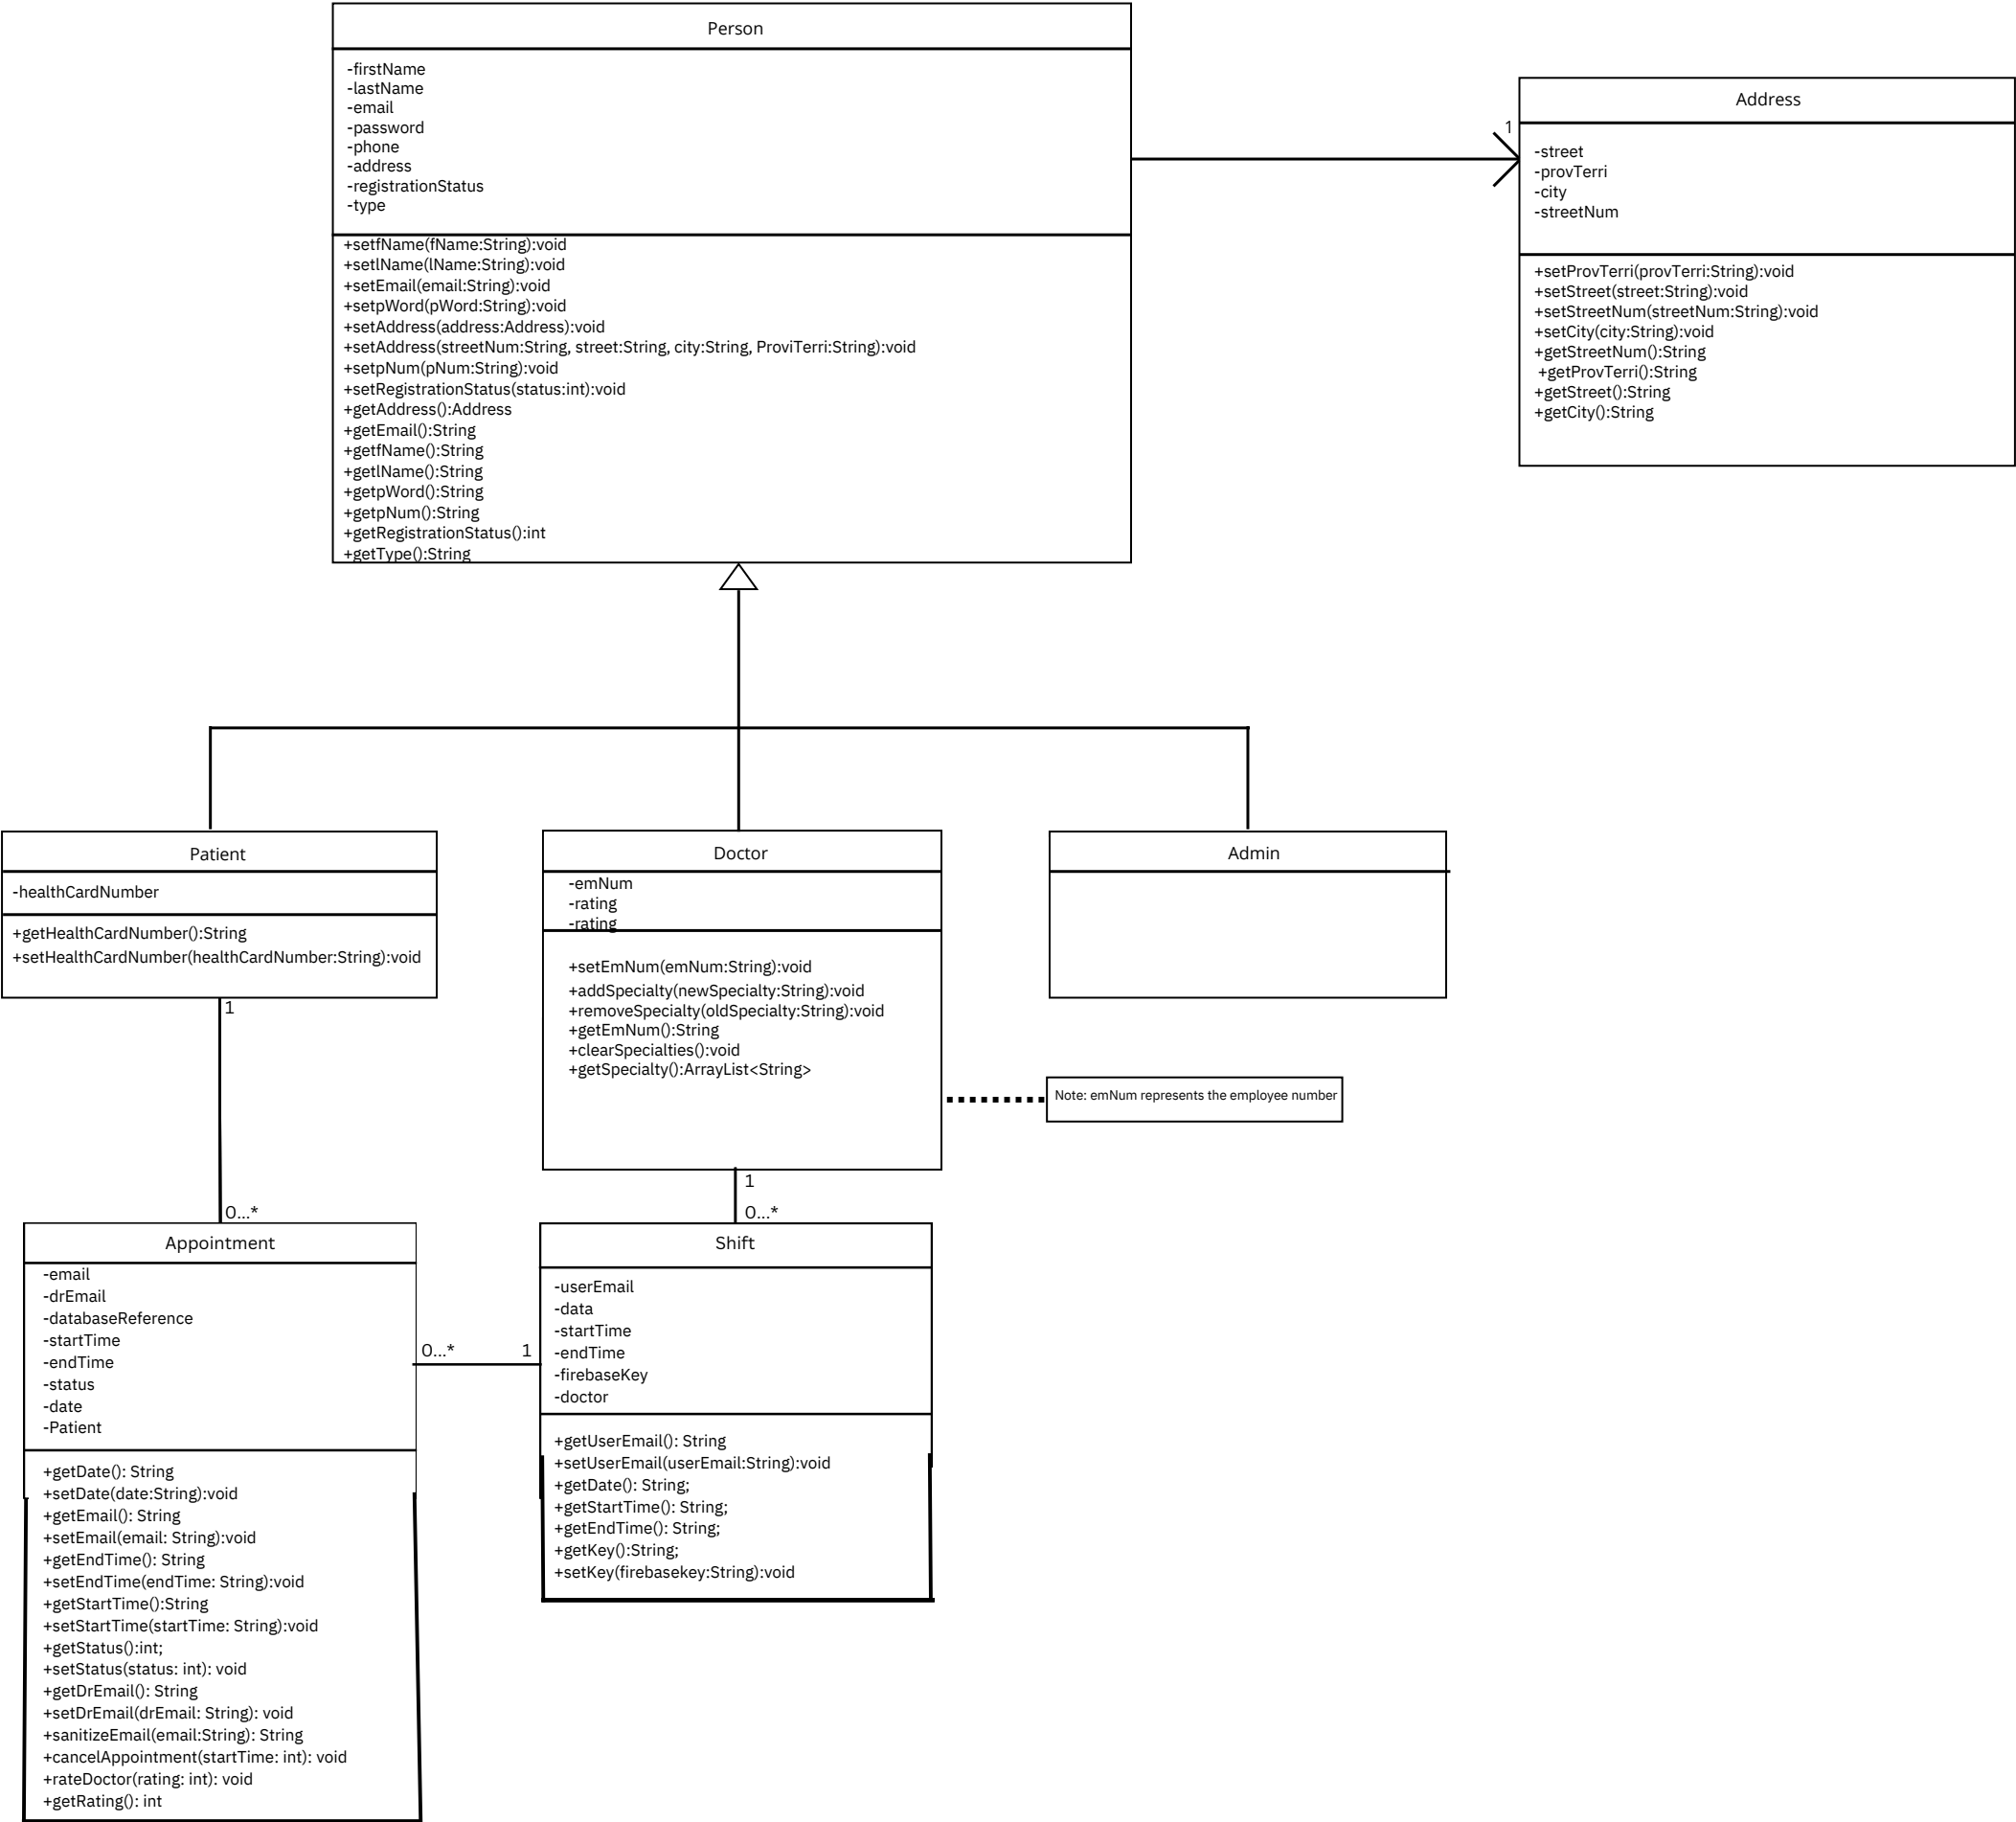 Person
-firstName
-lastName
-email
-password
-phone
-address
-registrationStatus
-type
+setfName(fName:String):void
+setlName(lName:String):void
+setEmail(email:String):void
+setpWord(pWord:String):void
+setAddress(address:Address):void
+setAddress(streetNum:String, street:String, city:String, ProviTerri:String):void
+setpNum(pNum:String):void
+setRegistrationStatus(status:int):void
+getAddress():Address
+getEmail():String
+getfName():String
+getlName():String
+getpWord():String
+getpNum():String
+getRegistrationStatus():int
+getType():String
1
Address
-street
-provTerri
-city
-streetNum
+setProvTerri(provTerri:String):void
+setStreet(street:String):void
+setStreetNum(streetNum:String):void
+setCity(city:String):void
+getStreetNum():String
+getProvTerri():String
+getStreet():String
+getCity():String
Patient
-healthCardNumber
+getHealthCardNumber():String
+setHealthCardNumber(healthCardNumber:String):void
1
0...*
Doctor
-emNum
-rating
-rating
+setEmNum(emNum:String):void
+addSpecialty(newSpecialty:String):void
+removeSpecialty(oldSpecialty:String):void
+getEmNum():String
+clearSpecialties():void
+getSpecialty():ArrayList<String>
1
0...*
Admin
Note: emNum represents the employee number
Appointment
-email
-drEmail
-databaseReference
-startTime
-endTime
-status
-date
-Patient
+getDate(): String
+setDate(date:String):void
+getEmail(): String
+setEmail(email: String):void
+getEndTime(): String
+setEndTime(endTime: String):void
+getStartTime():String
+setStartTime(startTime: String):void
+getStatus():int;
+setStatus(status: int): void
+getDrEmail(): String
+setDrEmail(drEmail: String): void
+sanitizeEmail(email:String): String
+cancelAppointment(startTime: int): void
+rateDoctor(rating: int): void
+getRating(): int
0...*
1
Shift
-userEmail
-data
-startTime
-endTime
-firebaseKey
-doctor
+getUserEmail(): String
+setUserEmail(userEmail:String):void
+getDate(): String;
+getStartTime(): String;
+getEndTime(): String;
+getKey():String;
+setKey(firebasekey:String):void